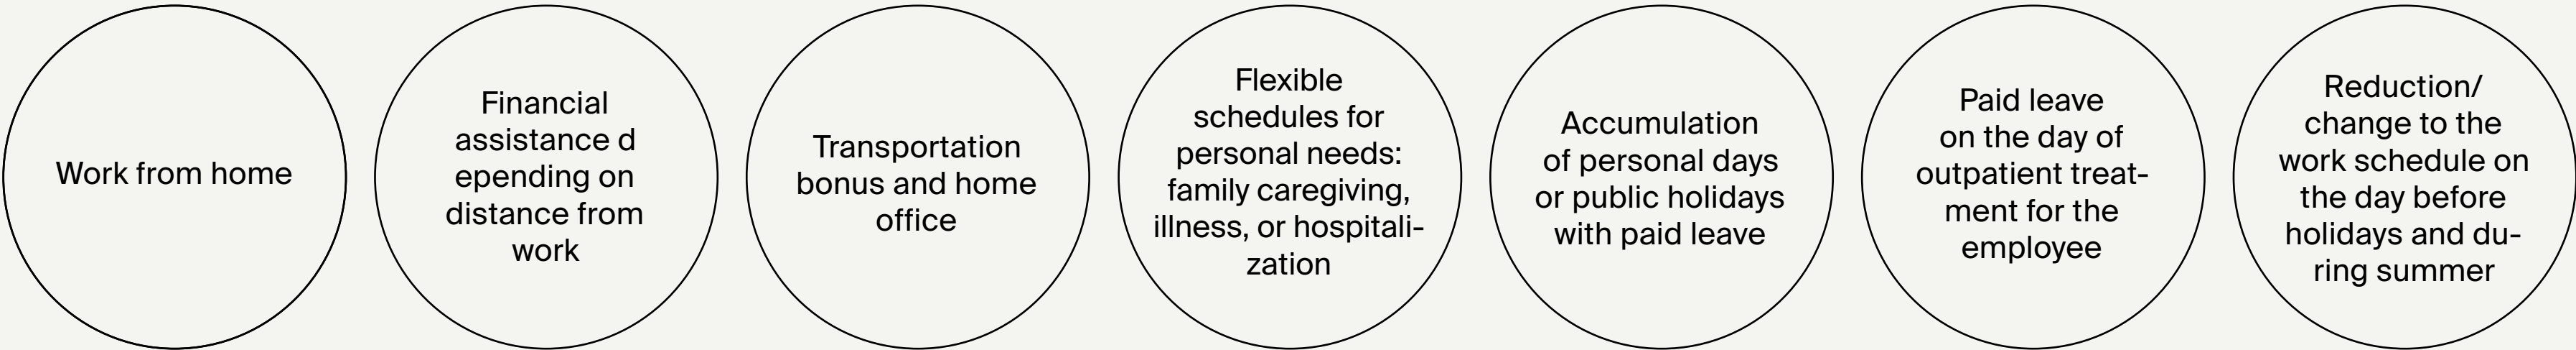 Work from home
Financial
assistance d
epending on
distance from
work
Transportation
bonus and home
office
Flexible
schedules for
personal needs:
family caregiving,
illness, or hospitali-
zation
Accumulation
of personal days
or public holidays
with paid leave
Paid leave
on the day of
outpatient treat-
ment for the
employee
Reduction/
change to the
work schedule on
the day before
holidays and du-
ring summer